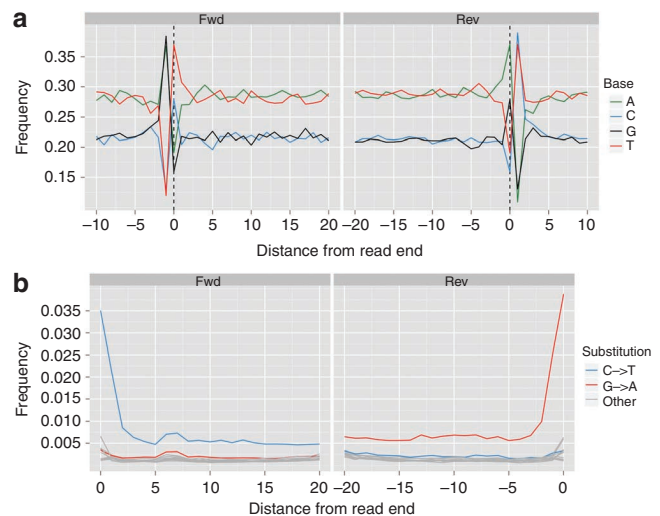 a
Fwd Rev
0.35
0.30
0.25
0.20
0.15
Frequency
−10 −5 0 5 10 15 20 −20 −15 −10 −5 0 5 10
Distance from read end
Base
A
C
G
T
b
Fwd Rev
0.035
0.030
0.025
0.020
0.015
0.010
0.005
Frequency
0 5 10 15 20 −20 −15 −10 −5 0
Distance from read end
Substitution
C−>T
G−>A
Other